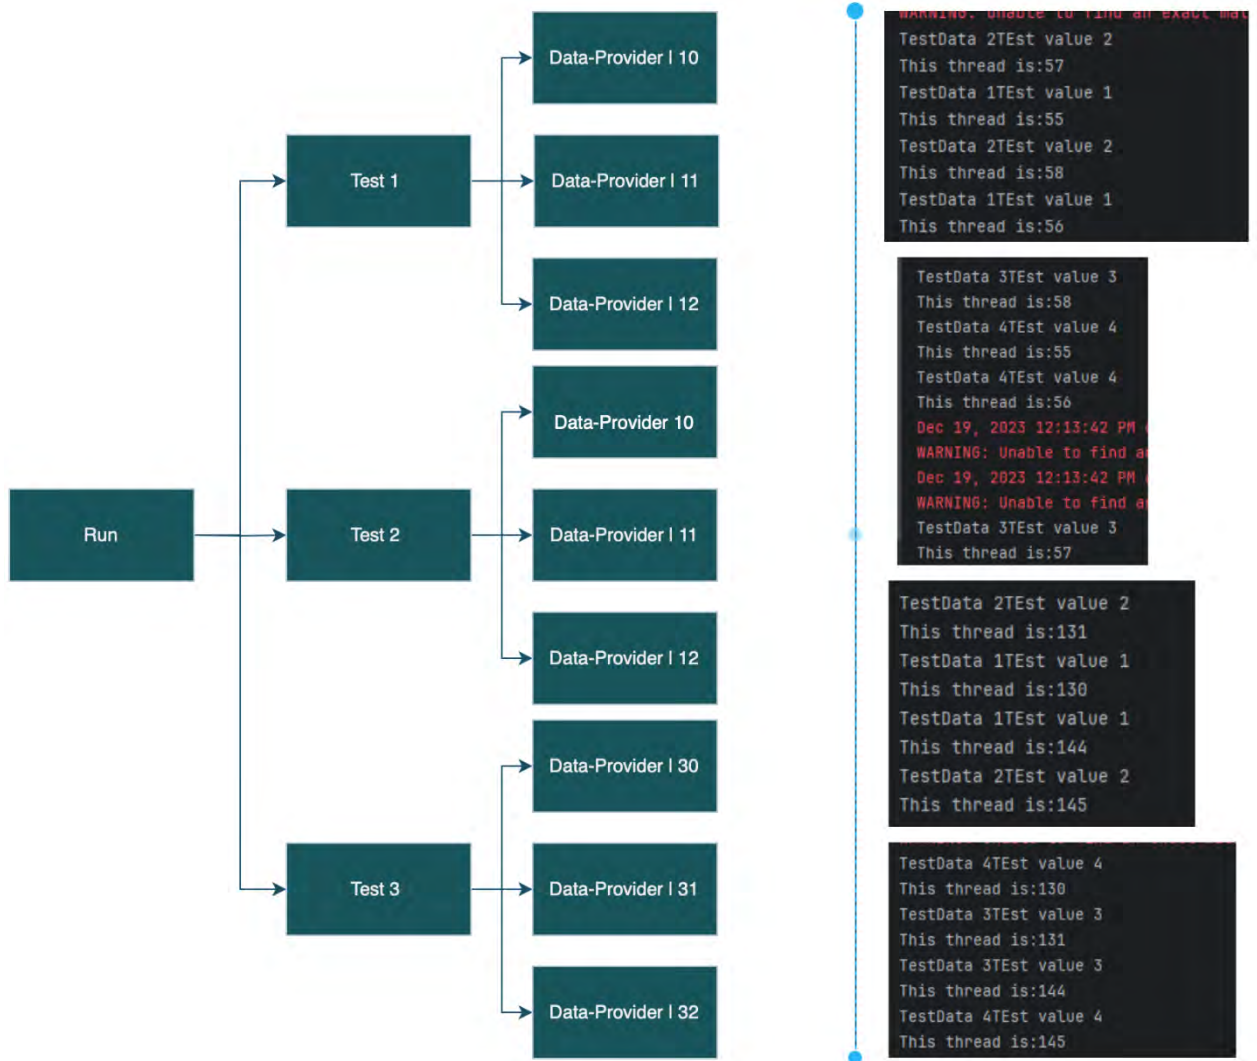 Run
Test 1
Data-Provider | 10
Data-Provider | 11
Data-Provider | 12
Test 2
Data-Provider 10
Data-Provider | 11
Data-Provider | 12
Test 3
Data-Provider | 30
Data-Provider | 31
Data-Provider | 32
WARNING: Unable to find an exact mat
TestData 2TEst value 2
This thread is:57
TestData 1TEst value 1
This thread is:55
TestData 2TEst value 2
This thread is:58
TestData 1TEst value 1
This thread is:56
TestData 3TEst value 3
This thread is:58
TestData 4TEst value 4
This thread is:55
TestData 4TEst value 4
This thread is:56
Dec 19, 2023 12:13:42 PM
WARNING: Unable to find a
Dec 19, 2023 12:13:42 PM
WARNING: Unable to find a
TestData 3TEst value 3
This thread is:57
TestData 2TEst value 2
This thread is:131
TestData 1TEst value 1
This thread is:130
TestData 1TEst value 1
This thread is:144
TestData 2TEst value 2
This thread is:145
TestData 4TEst value 4
This thread is:130
TestData 3TEst value 3
This thread is:131
TestData 3TEst value 3
This thread is:144
TestData 4TEst value 4
This thread is:145